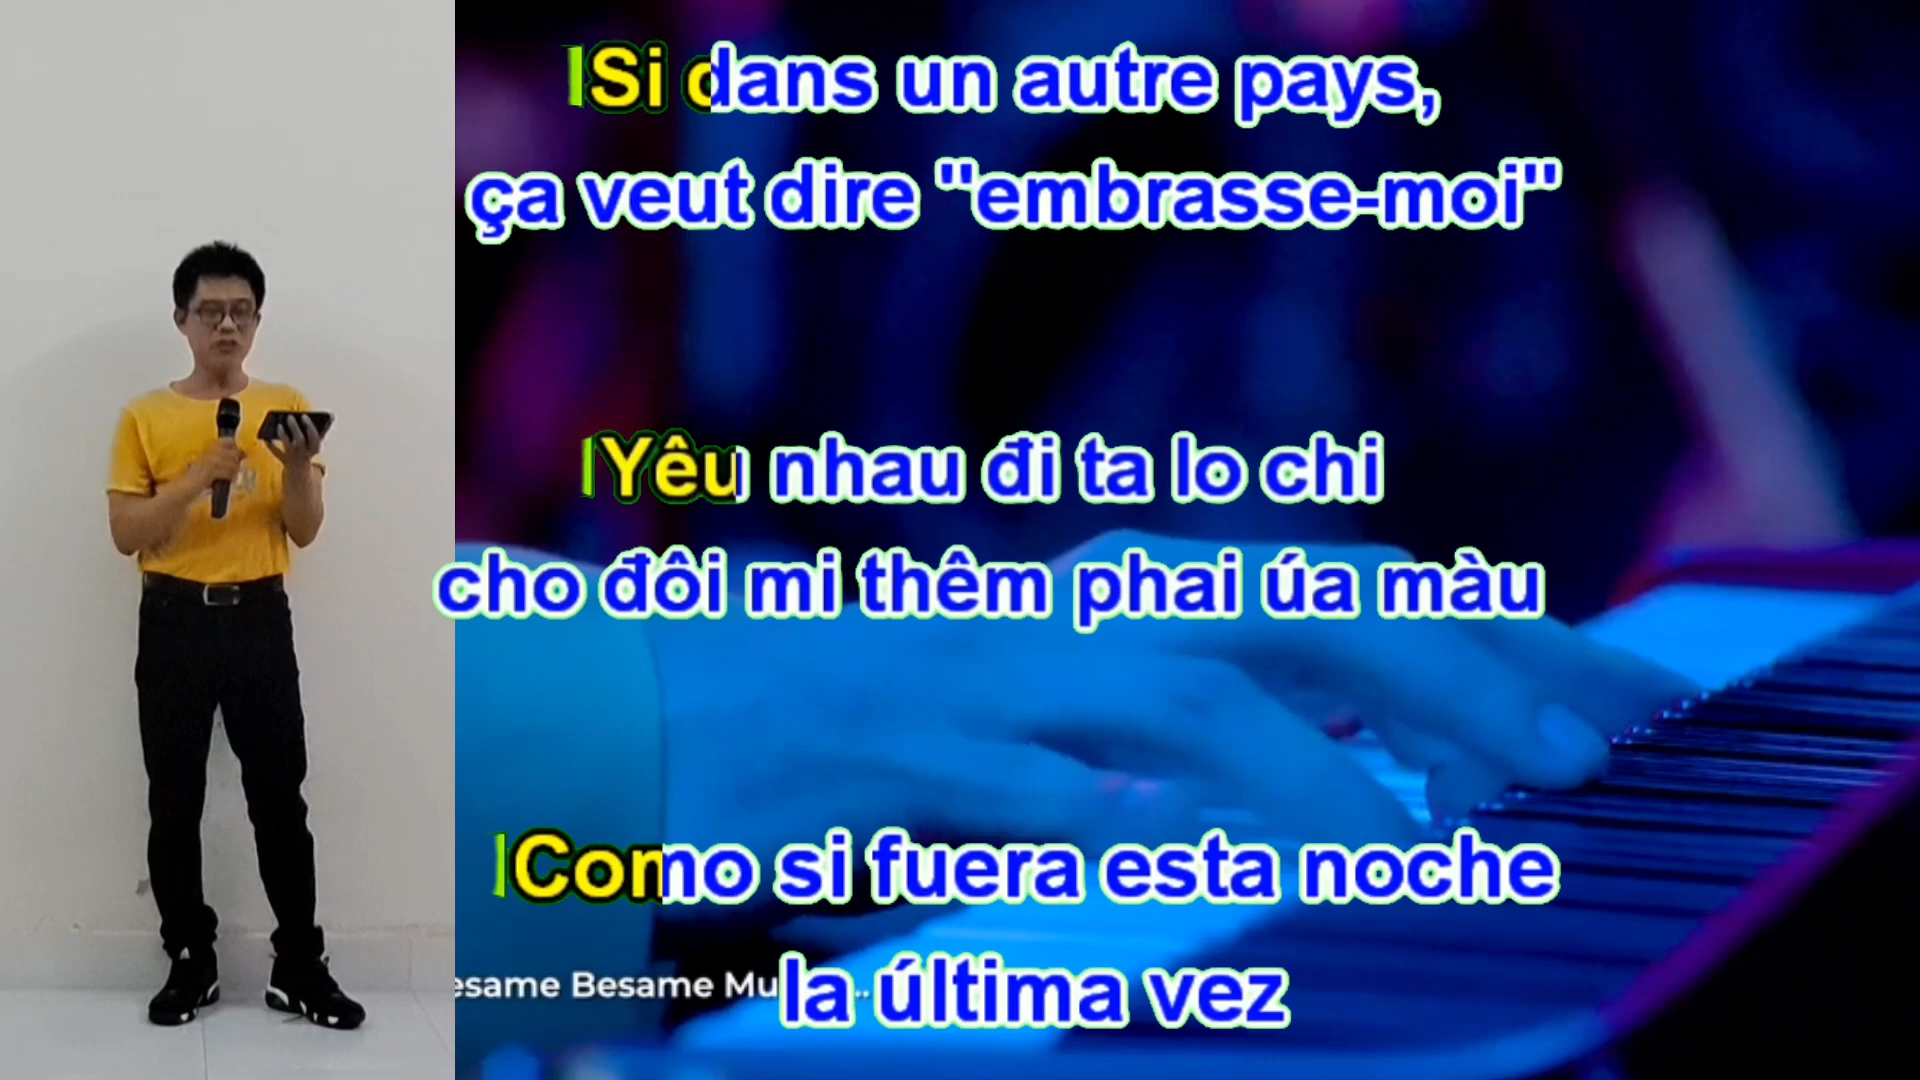 Si dans un autre pays,
ça veut dire "embrasse-moi"
Yêu nhau đi ta lo chi
cho đôi mi thêm phai úa màu
Como si fuera esta noche
la última vez
esame Besame Mu...